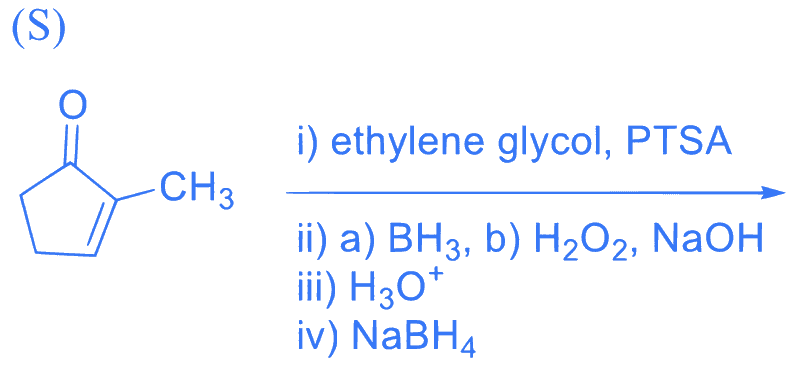 (S)
O
CH₃
i) ethylene glycol, PTSA
ii) a) BH₃, b) H₂O₂, NaOH
iii) H₃O⁺
iv) NaBH₄